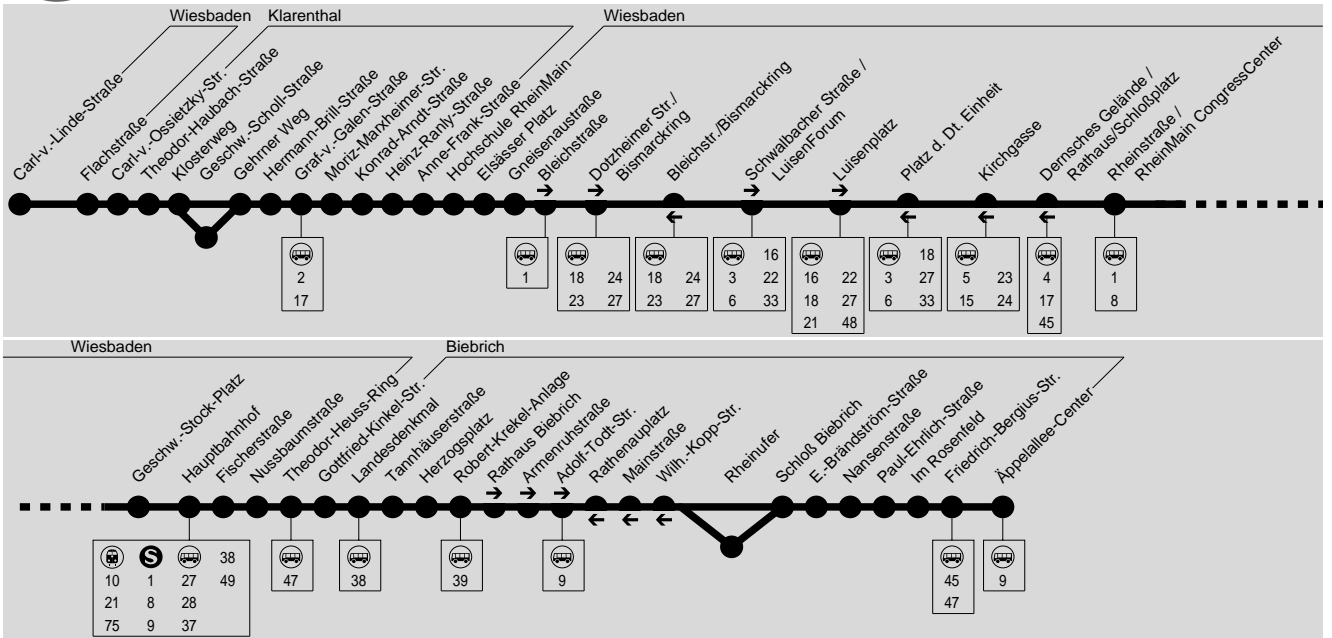 Wiesbaden
Klarenthal
Wiesbaden
Carl-v.-Linde-Straße
Flachstraße
Carl-v.-Ossietzky-Str.
Theodor-Haubach-Straße
Klosterweg
Geschw.-Scholl-Straße
Gehrner Weg
Hermann-Brill-Straße
Graf-v.-Galen-Straße
Moritz-Marxheimer-Str.
Konrad-Arndt-Straße
Heinz-Ranly-Straße
Anne-Frank-Straße
Hochschule RheinMain
Elsässer Platz
Gneisenaustraße
Bleichstraße
Dotzheimer Str./
Bismarckring
Bleichstr./Bismarckring
Schwalbacher Straße /
LuisenForum
Luisenplatz
Platz d. Dt. Einheit
Kirchgasse
Dernsches Gelände /
Rathaus/Schloßplatz
Rheinstraße /
RheinMain CongressCenter
2
17
1
18 24
23 27
18 24
23 27
16
3 22
6 33
16 22
18 27
21 48
18
3 27
6 33
5 23
15 24
4
17
45
1
8
Wiesbaden
Biebrich
Geschw.-Stock-Platz
Hauptbahnhof
Fischerstraße
Nussbaumstraße
Theodor-Heuss-Ring
Gottfried-Kinkel-Str.
Landesdenkmal
Tannhäuserstraße
Herzogsplatz
Robert-Krekel-Anlage
Rathaus Biebrich
Armenruhstraße
Adolf-Todt-Str.
Rathenauplatz
Mainstraße
Wilh.-Kopp-Str.
Rheinufer
Schloß Biebrich
E.-Brändström-Straße
Nansenstraße
Paul-Ehrlich-Straße
Im Rosenfeld
Friedrich-Bergius-Str.
Äppelallee-Center
S 38
10 1 27 49
21 8 28
75 9 37
47
38
39
9
45
47
9